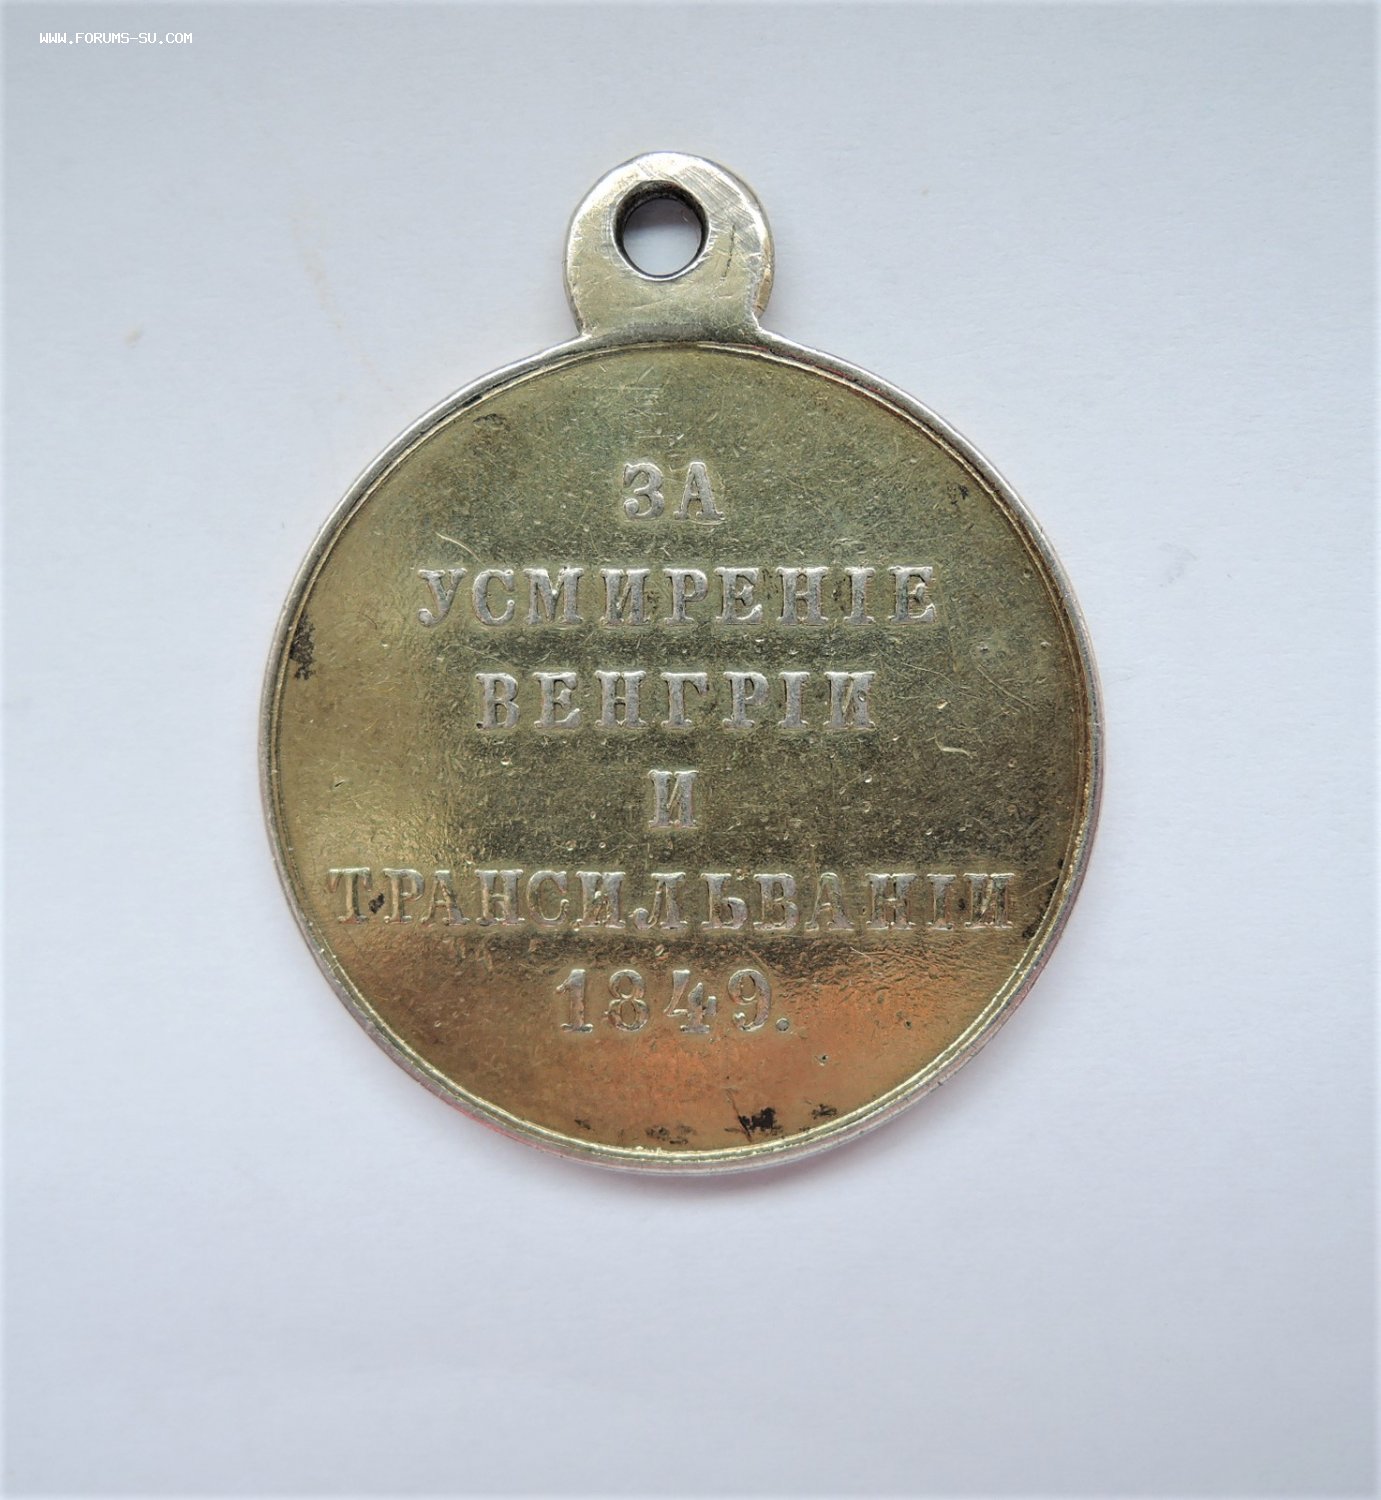 WWW.FORUMS-SU.COM
ЗА
УСМИРЕНІЕ
ВЕНГРІИ
И
ТРАНСИЛЬВАНІИ
1849.